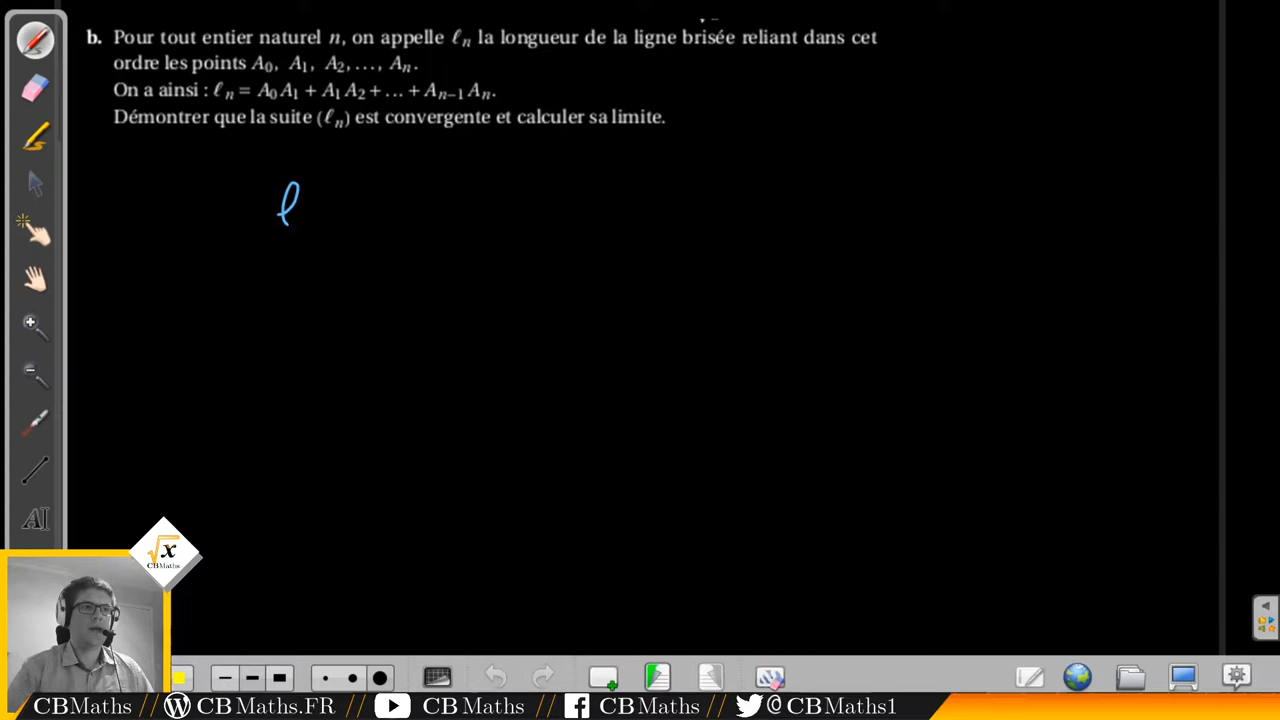 b. Pour tout entier naturel n, on appelle ℓn la longueur de la ligne brisée reliant dans cet
ordre les points A0, A1, A2,..., An.
On a ainsi : ℓn = A0A1 + A1A2 + ... + An−1An.
Démontrer que la suite (ℓn) est convergente et calculer sa limite.
ℓ
AI
√x
CBMaths
CBMaths // CBMaths.FR // CBMaths // CBMaths // @CBMaths1